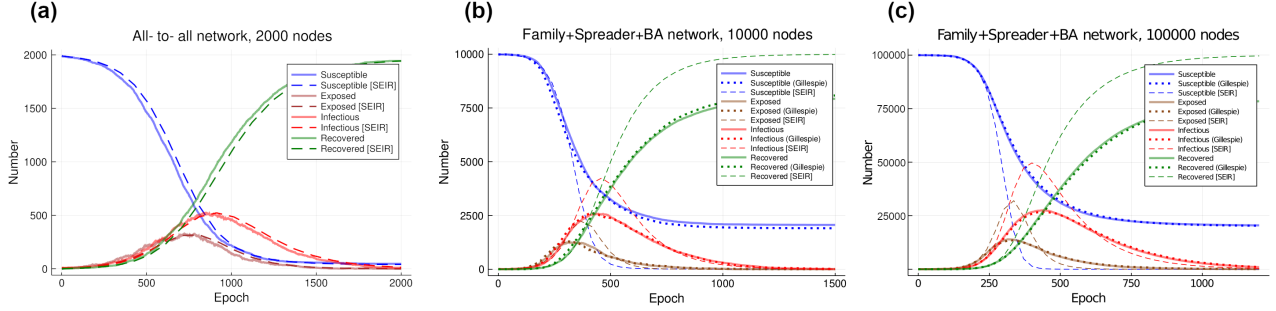 (a)
All- to- all network, 2000 nodes
Number
2000
1500
1000
500
0
Susceptible
Susceptible [SEIR]
Exposed
Exposed [SEIR]
Infectious
Infectious [SEIR]
Recovered
Recovered [SEIR]
0 500 1000 1500 2000
Epoch
(b)
Family+Spreader+BA network, 10000 nodes
Number
10000
7500
5000
2500
0
Susceptible
Susceptible (Gillespie)
Susceptible [SEIR]
Exposed
Exposed (Gillespie)
Exposed [SEIR]
Infectious
Infectious (Gillespie)
Infectious [SEIR]
Recovered
Recovered (Gillespie)
Recovered [SEIR]
0 500 1000 1500
Epoch
(c)
Family+Spreader+BA network, 100000 nodes
Number
100000
75000
50000
25000
0
Susceptible
Susceptible (Gillespie)
Susceptible [SEIR]
Exposed
Exposed (Gillespie)
Exposed [SEIR]
Infectious
Infectious (Gillespie)
Infectious [SEIR]
Recovered
Recovered (Gillespie)
Recovered [SEIR]
0 250 500 750 1000
Epoch